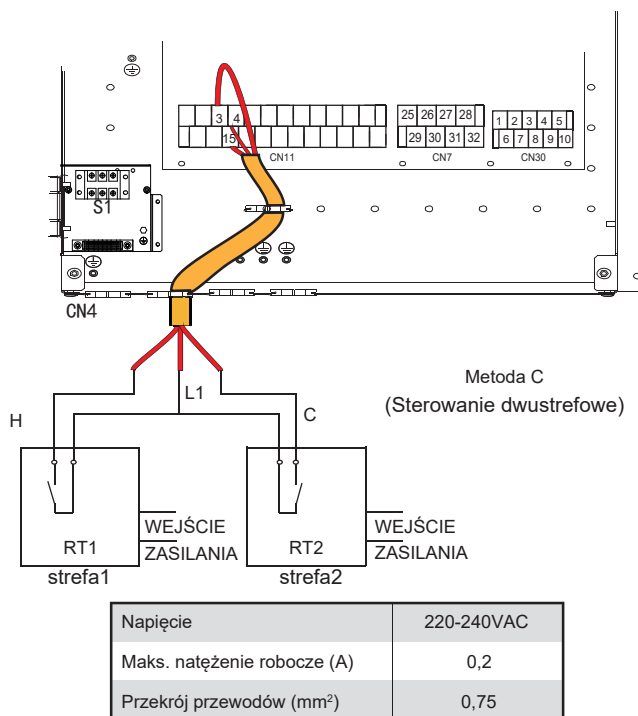 25 26 27 28
3 4
1 2 3 4 5
15
29 30 31 32
6 7 8 9 10
CN11
CN7
CN30
S1
CN4
L1
Metoda C
(Sterowanie dwustrefowe)
H
C
WEJŚCIE
ZASILANIA
RT1
WEJŚCIE
ZASILANIA
RT2
strefa1
strefa2
Napięcie 220-240VAC
Maks. natężenie robocze (A) 0,2
Przekrój przewodów (mm²) 0,75